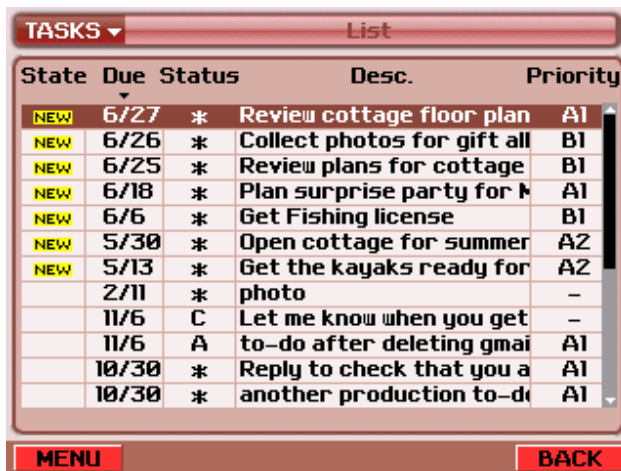 TASKS List
State Due Status Desc. Priority
NEW 6/27 * Review cottage floor plan A1
NEW 6/26 * Collect photos for gift all B1
NEW 6/25 * Review plans for cottage B1
NEW 6/18 * Plan surprise party for A1
NEW 6/6 * Get Fishing license B1
NEW 5/30 * Open cottage for summer A2
NEW 5/13 * Get the kayaks ready for A2
2/11 * photo –
11/6 C Let me know when you get –
11/6 A to-do after deleting gmai A1
10/30 * Reply to check that you a A1
10/30 * another production to-d A1
MENU BACK